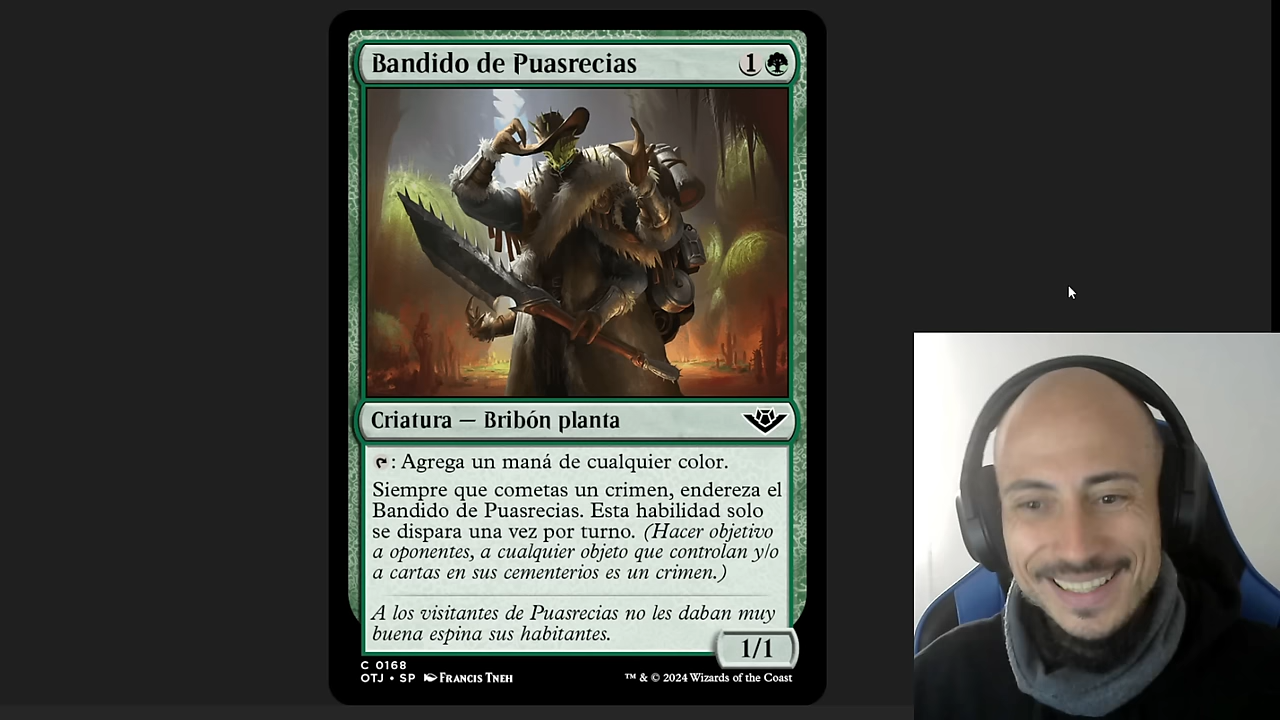 Bandido de Puasrecias 1
Criatura — Bribón planta
: Agrega un maná de cualquier color.
Siempre que cometas un crimen, endereza el
Bandido de Puasrecias. Esta habilidad solo
se dispara una vez por turno. (Hacer objetivo
a oponentes, a cualquier objeto que controlan y/o
a cartas en sus cementerios es un crimen.)
A los visitantes de Puasrecias no les daban muy
buena espina sus habitantes.
1/1
C 0168
OTJ • SP Francis Tneh
™ & © 2024 Wizards of the Coast